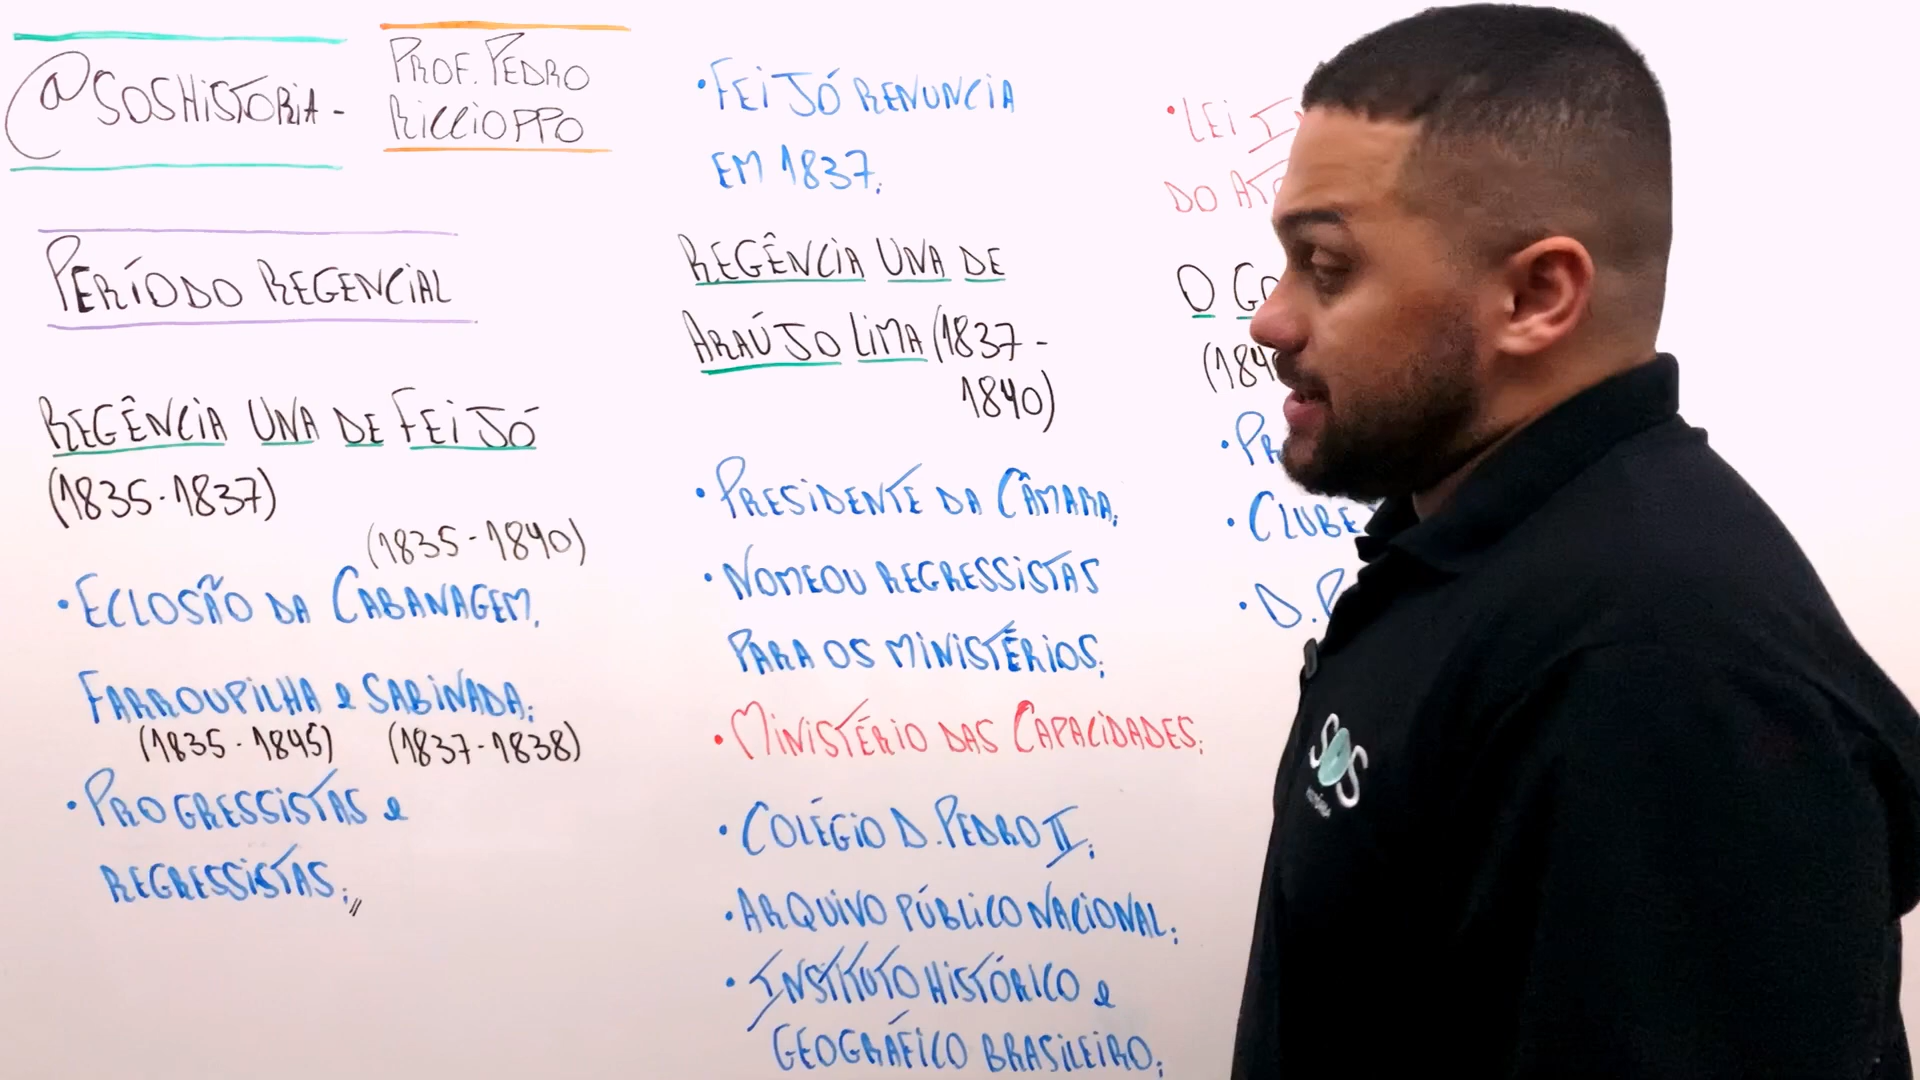 @SOSHISTORIA-
PROF. PEDRO
RICCIOPPO
PERÍODO REGENCIAL
REGÊNCIA UNA DE FEIJÓ
(1835-1837)
(1835-1840)
• ECLOSÃO DA CABANAGEM,
FARROUPILHA e SABINADA;
(1835-1845) (1837-1838)
• PROGRESSISTAS e
REGRESSISTAS;
• FEIJÓ RENUNCIA
EM 1837;
REGÊNCIA UNA DE
ARAÚJO LIMA (1837-
1840)
• PRESIDENTE DA CÂMARA;
• NOMEOU REGRESSISTAS
PARA OS MINISTÉRIOS;
• MINISTÉRIO DAS CAPACIDADES;
• COLÉGIO D. PEDRO II;
• ARQUIVO PÚBLICO NACIONAL;
• INSTITUTO HISTÓRICO e
GEOGRÁFICO BRASILEIRO;
• LEI
DO
O
• CLUBE
• D.
SOS